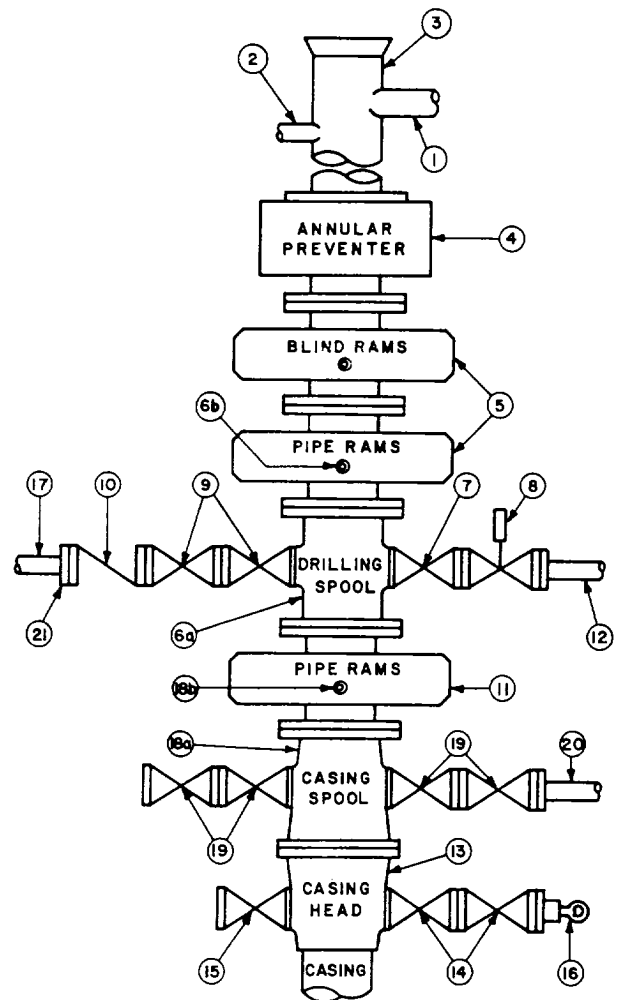 3
2
1
ANNULAR
PREVENTER
4
BLIND RAMS
6b
5
PIPE RAMS
17
10
9
7
8
DRILLING
SPOOL
21
6a
12
PIPE RAMS
18b
11
18a
19
20
CASING
SPOOL
19
13
CASING
HEAD
15
14
16
CASING